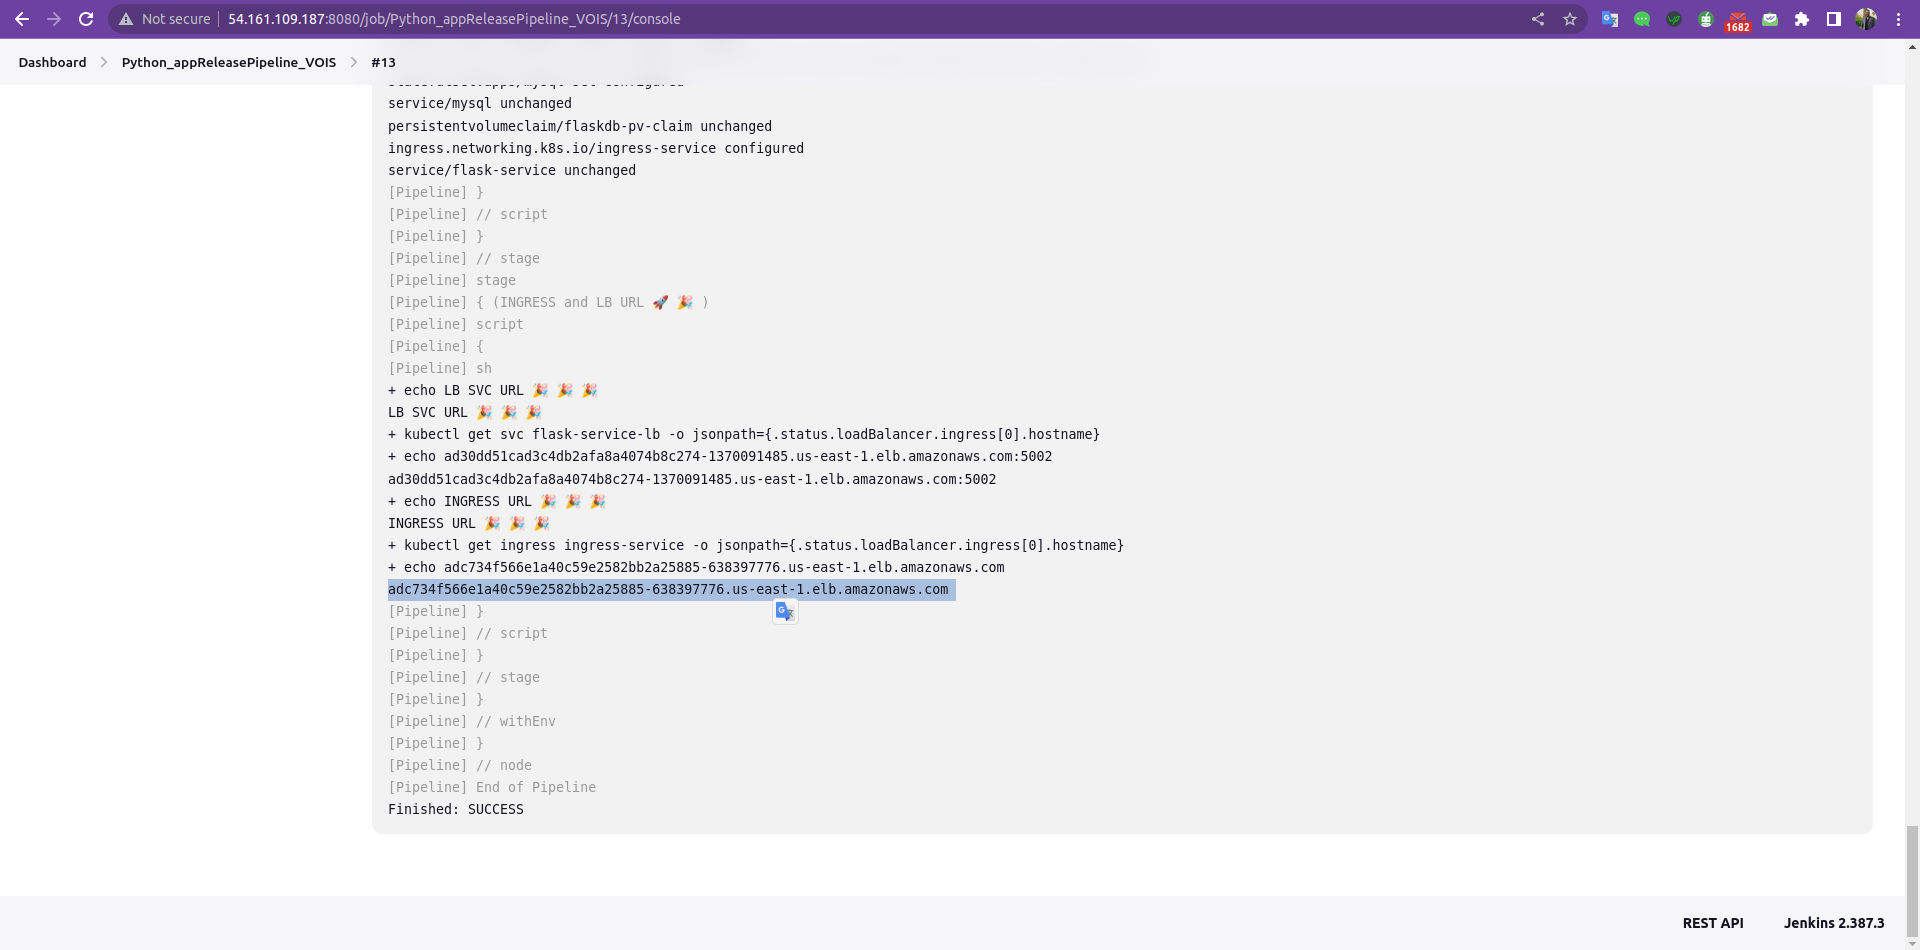 Not secure
54.161.109.187:8080/job/Python_appReleasePipeline_VOIS/13/console
1682
Dashboard > Python_appReleasePipeline_VOIS > #13
service/mysql unchanged
persistentvolumeclaim/flaskdb-pv-claim unchanged
ingress.networking.k8s.io/ingress-service configured
service/flask-service unchanged
[Pipeline] }
[Pipeline] // script
[Pipeline] }
[Pipeline] // stage
[Pipeline] stage
[Pipeline] { (INGRESS and LB URL 🚀 🎉 )
[Pipeline] script
[Pipeline] {
[Pipeline] sh
+ echo LB SVC URL 🎉 🎉 🎉
LB SVC URL 🎉 🎉 🎉
+ kubectl get svc flask-service-lb -o jsonpath={.status.loadBalancer.ingress[0].hostname}
+ echo ad30dd51cad3c4db2afa8a4074b8c274-1370091485.us-east-1.elb.amazonaws.com:5002
ad30dd51cad3c4db2afa8a4074b8c274-1370091485.us-east-1.elb.amazonaws.com:5002
+ echo INGRESS URL 🎉 🎉 🎉
INGRESS URL 🎉 🎉 🎉
+ kubectl get ingress ingress-service -o jsonpath={.status.loadBalancer.ingress[0].hostname}
+ echo adc734f566e1a40c59e2582bb2a25885-638397776.us-east-1.elb.amazonaws.com
adc734f566e1a40c59e2582bb2a25885-638397776.us-east-1.elb.amazonaws.com
[Pipeline] }
[Pipeline] // script
[Pipeline] }
[Pipeline] // stage
[Pipeline] }
[Pipeline] // withEnv
[Pipeline] }
[Pipeline] // node
[Pipeline] End of Pipeline
Finished: SUCCESS
REST API
Jenkins 2.387.3